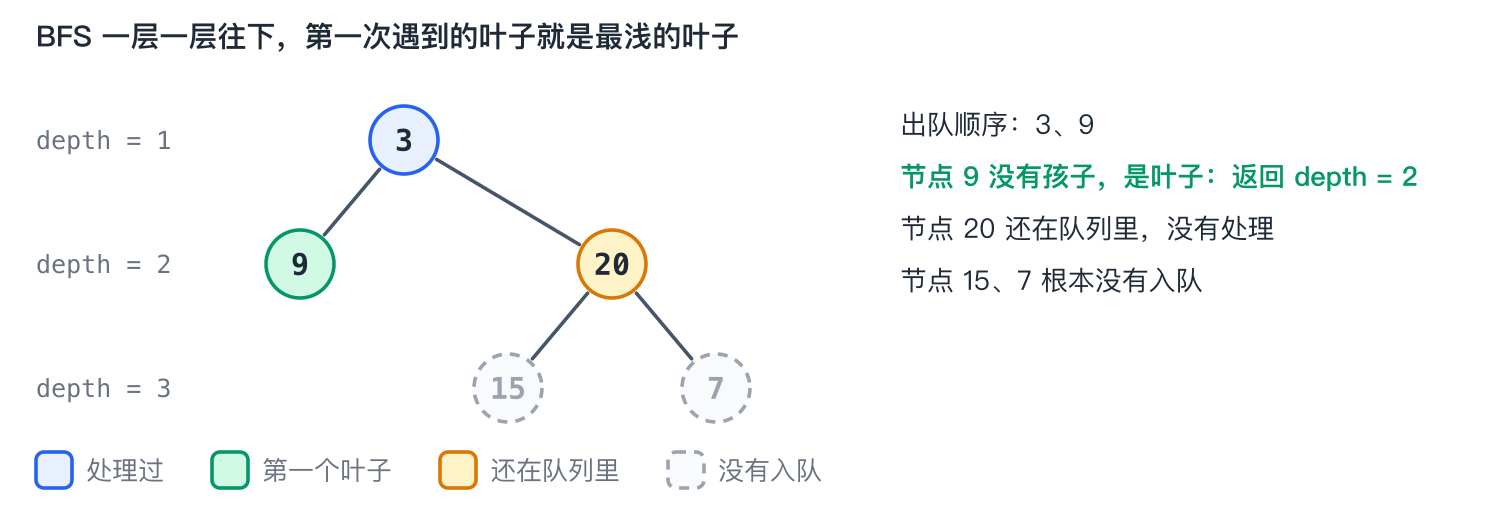 BFS 一层一层往下，第一次遇到的叶子就是最浅的叶子
depth = 1
3
出队顺序：3、9
节点 9 没有孩子，是叶子：返回 depth = 2
depth = 2
9
20
节点 20 还在队列里，没有处理
节点 15、7 根本没有入队
depth = 3
15
7
处理过
第一个叶子
还在队列里
没有入队